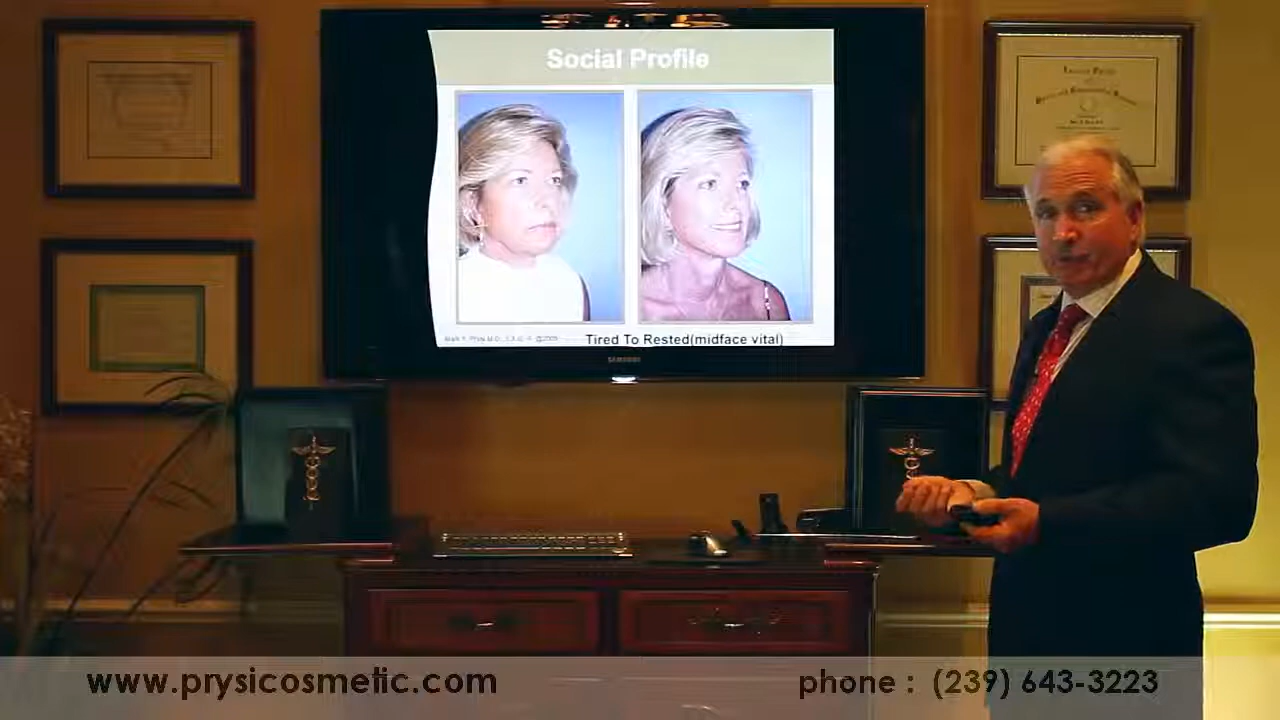 Social Profile
Tired To Rested(midface vital)
SAMSUNG
www.prysicosmetic.com
phone : (239) 643-3223